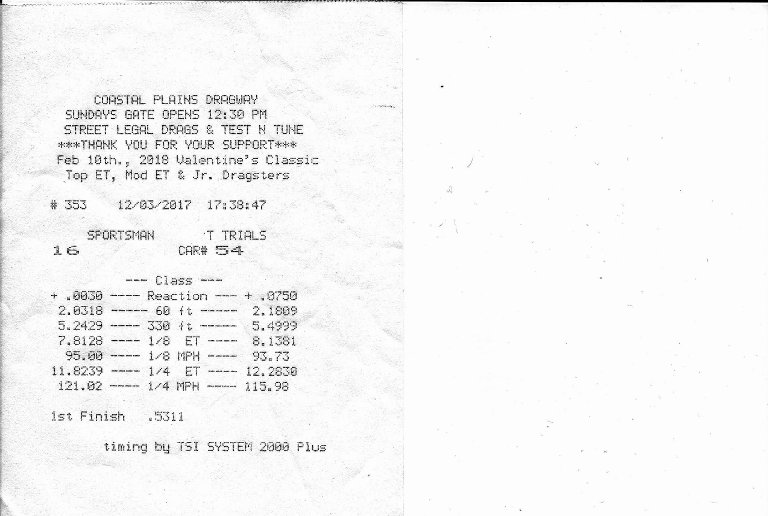 COASTAL PLAINS DRAGWAY
SUNDAYS GATE OPENS 12:30 PM
STREET LEGAL DRAGS & TEST N TUNE
***THANK YOU FOR YOUR SUPPORT***
Feb 10th., 2018 Valentine's Classic
Top ET, Mod ET & Jr. Dragsters
# 353 12/03/2017 17:38:47
SPORTSMAN T TRIALS
16 CAR# 54
--- Class ---
+ .0030 ---- Reaction --- + .0750
2.0318 ----- 60 ft ----- 2.1809
5.2429 ---- 330 ft ----- 5.4999
7.8128 ---- 1/8 ET ---- 8.1381
95.00 ---- 1/8 MPH ---- 93.73
11.8239 ---- 1/4 ET ---- 12.2830
121.02 ---- 1/4 MPH ---- 115.98
1st Finish .5311
timing by TSI SYSTEM 2000 Plus